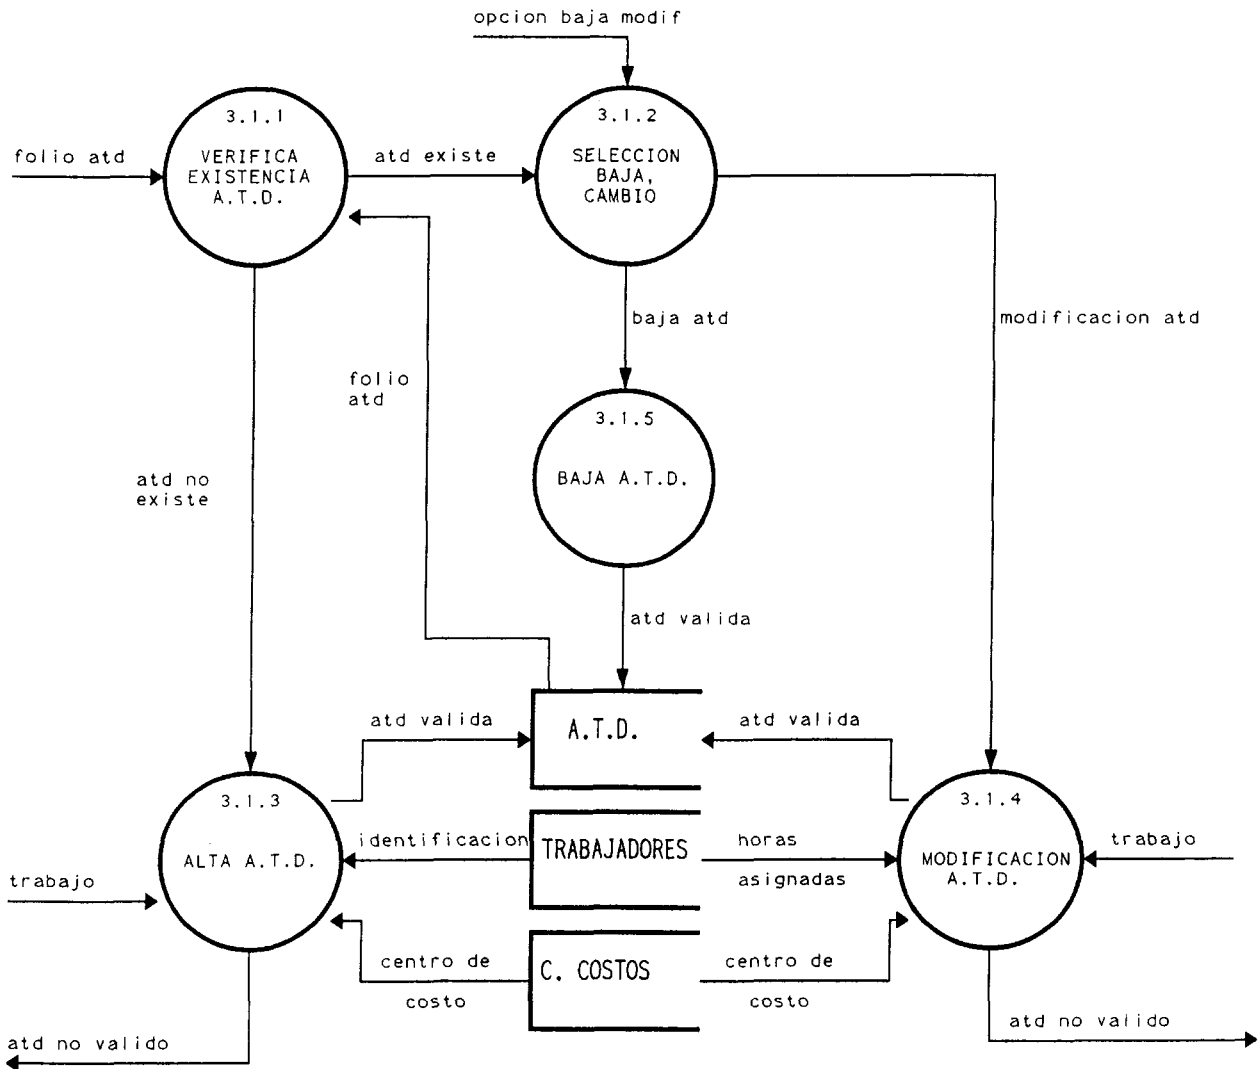 opcion baja modif
3.1.1
VERIFICA
EXISTENCIA
A.T.D.
3.1.2
SELECCION
BAJA,
CAMBIO
folio atd
atd existe
baja atd
modificacion atd
folio
atd
3.1.5
BAJA A.T.D.
atd no
existe
atd valida
atd valida
A.T.D.
atd valida
3.1.3
ALTA A.T.D.
3.1.4
MODIFICACION
A.T.D.
identificacion
TRABAJADORES
horas
asignadas
trabajo
trabajo
centro de
costo
C. COSTOS
centro de
costo
atd no valido
atd no valido